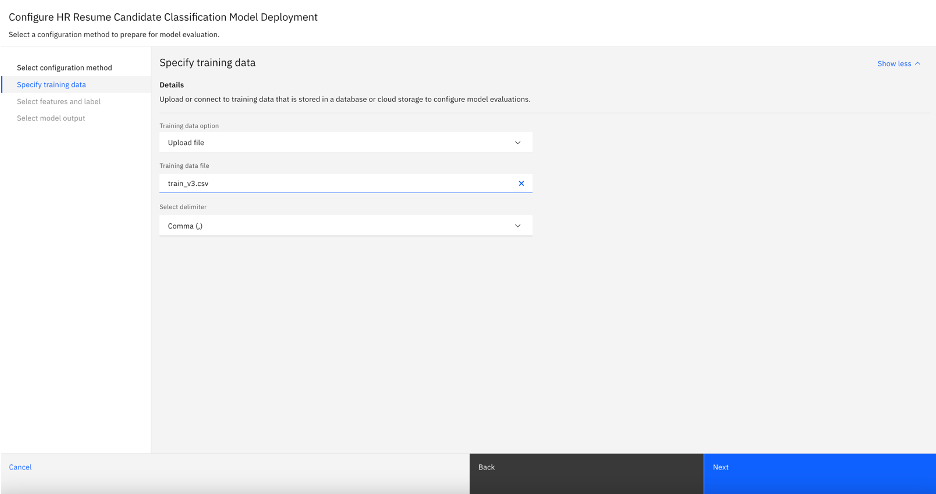 Configure HR Resume Candidate Classification Model Deployment
Select a configuration method to prepare for model evaluation.
Select configuration method
Specify training data
Select features and label
Select model output
Specify training data
Show less
Details
Upload or connect to training data that is stored in a database or cloud storage to configure model evaluations.
Training data option
Upload file
Training data file
train_v3.csv
Select delimiter
Comma (,)
Cancel
Back
Next